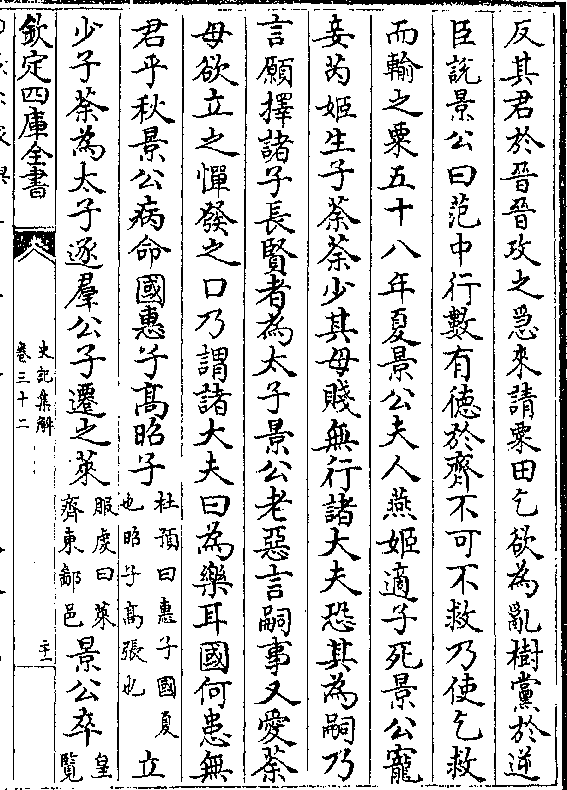 反其君於晉晉攻之急來請粟田乞欲為亂樹黨於逆
臣說景公曰范中行數有德於齊不可不救乃使乞救
而輸之粟五十八年夏景公夫人燕姬適子死景公寵
妾芮姬生子荼荼少其母賤無行諸大夫恐其為嗣乃
言願擇諸子長賢者為太子景公老惡言嗣事又愛荼
母欲立之憚發之口乃謂諸大夫曰為樂耳國何患無
君乎秋景公病命國惠子髙昭子
杜預曰惠子國夏
也昭子髙張也
立
少子荼為太子逐羣公子遷之萊
服虔曰萊
齊東鄙邑
景公卒
皇
覽
欽定四庫全書
史記集解
卷三十二